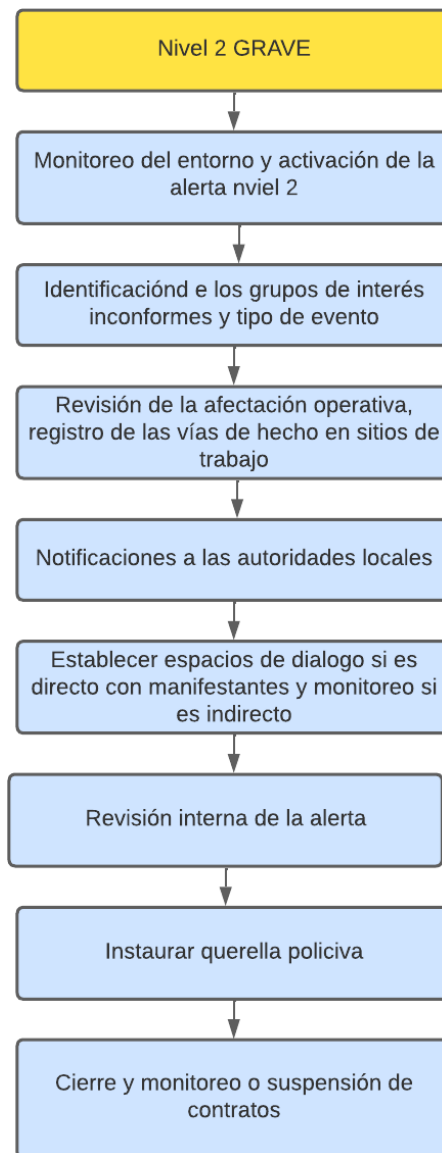 Nivel 2 GRAVE
Monitoreo del entorno y activación de la
alerta nviel 2
Identificaciónd e los grupos de interés
inconformes y tipo de evento
Revisión de la afectación operativa,
registro de las vías de hecho en sitios de
trabajo
Notificaciones a las autoridades locales
Establecer espacios de dialogo si es
directo con manifestantes y monitoreo si
es indirecto
Revisión interna de la alerta
Instaurar querella policiva
Cierre y monitoreo o suspensión de
contratos